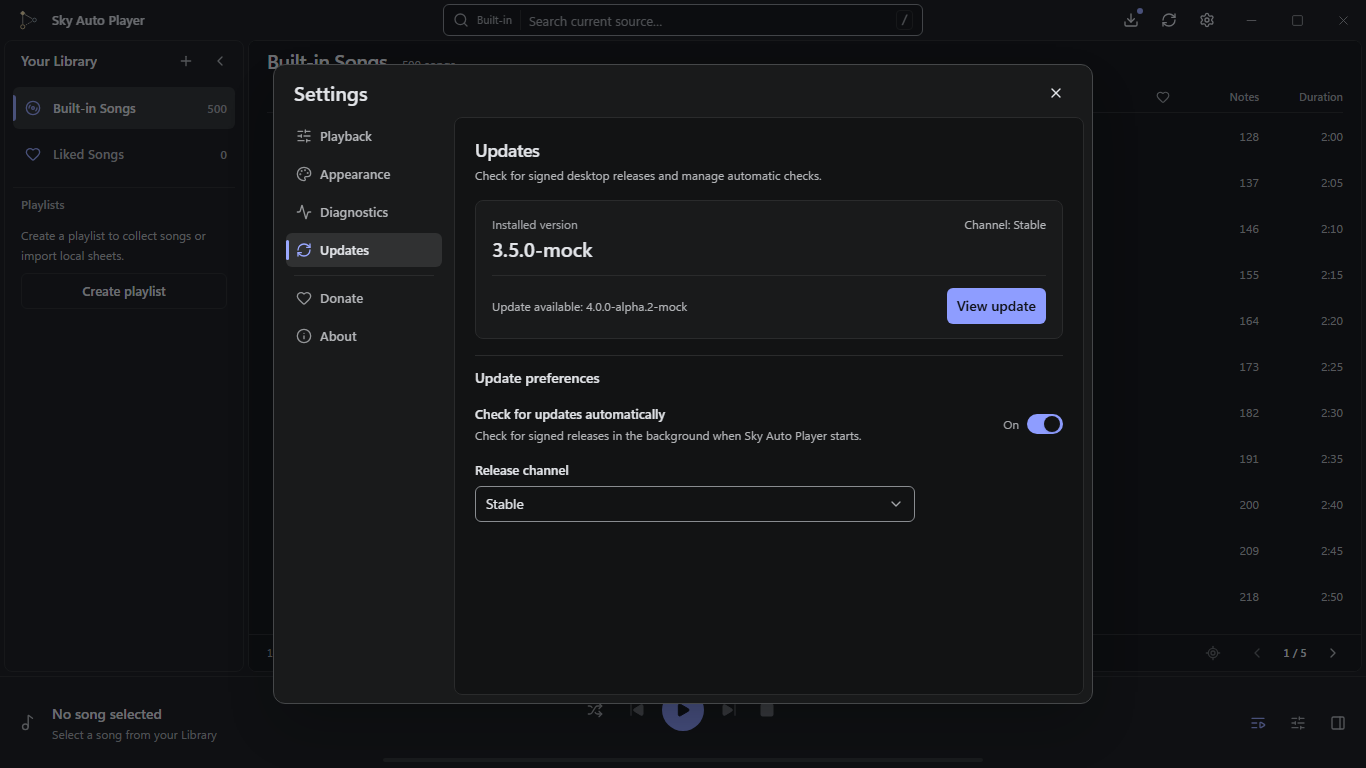 Sky Auto Player
Built-in
Search current source...
/
Your Library
Built-in Songs 500
Liked Songs 0
Playlists
Create a playlist to collect songs or
import local sheets.
Create playlist
Built-in Songs 500 songs
Notes Duration
128 2:00
137 2:05
146 2:10
155 2:15
164 2:20
173 2:25
182 2:30
191 2:35
200 2:40
209 2:45
218 2:50
1 / 5
Settings
Playback
Appearance
Diagnostics
Updates
Donate
About
Updates
Check for signed desktop releases and manage automatic checks.
Installed version Channel: Stable
3.5.0-mock
Update available: 4.0.0-alpha.2-mock View update
Update preferences
Check for updates automatically
Check for signed releases in the background when Sky Auto Player starts.
On
Release channel
Stable
No song selected
Select a song from your Library